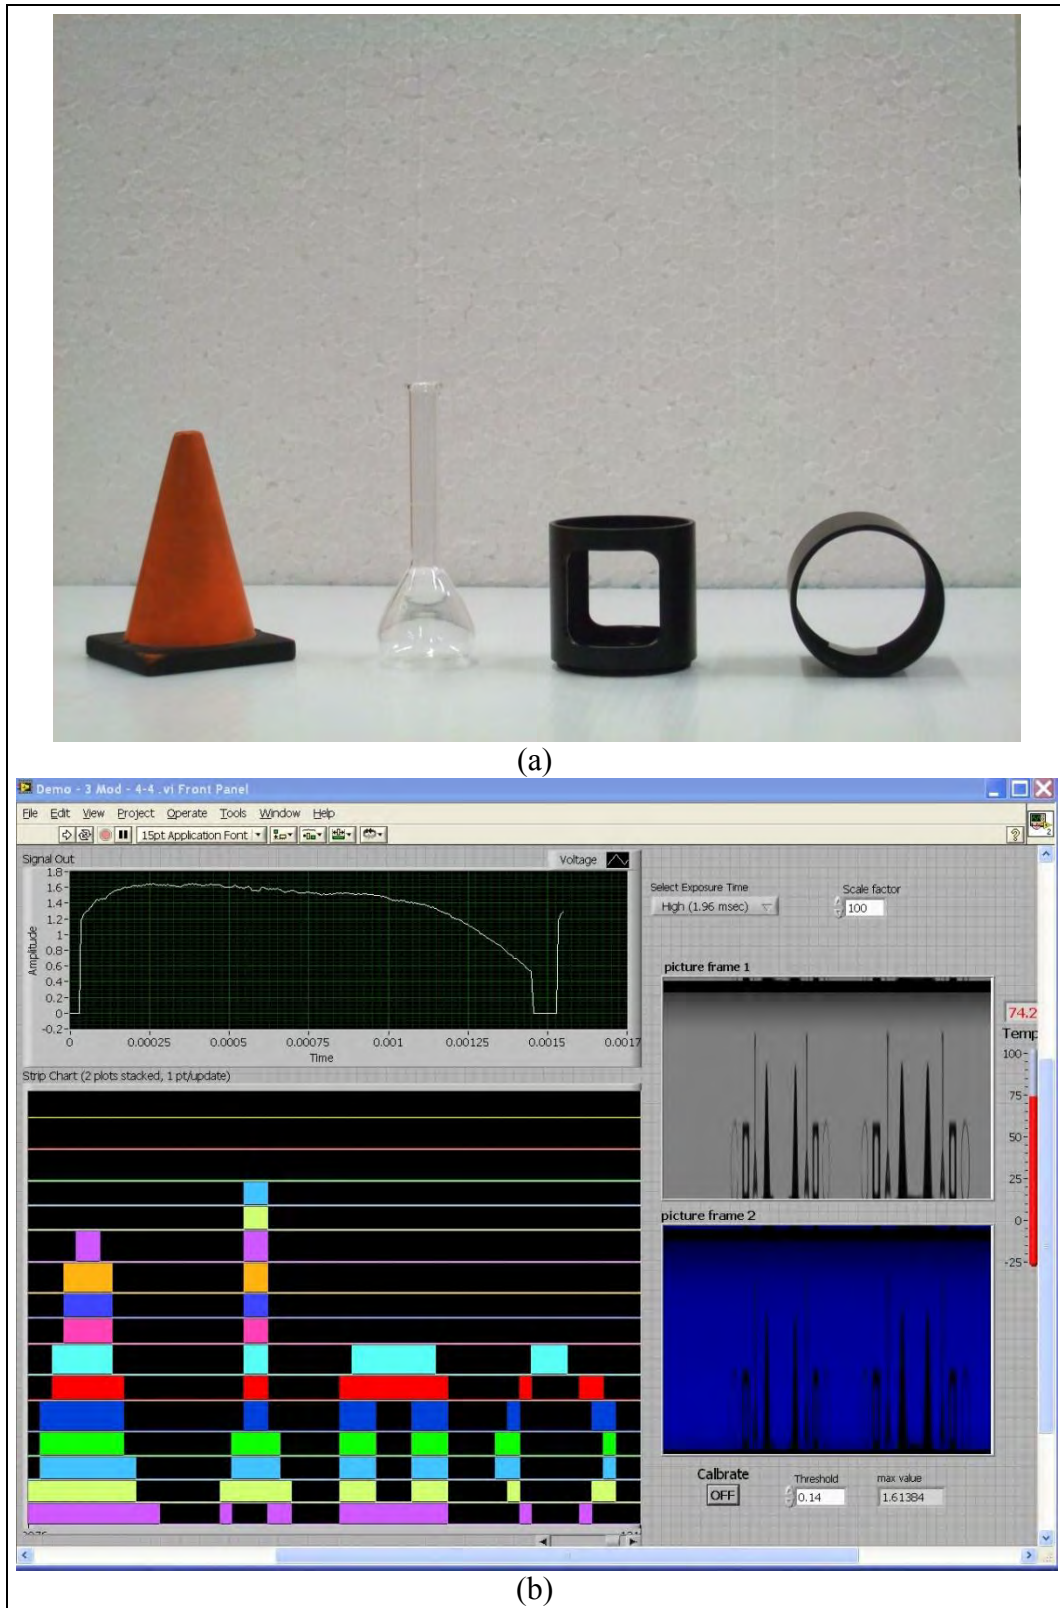 (a)
Demo - 3 Mod - 4-4 .vi Front Panel
File Edit View Project Operate Tools Window Help
15pt Application Font
2
Signal Out
Voltage
1.8
1.6
1.4
1.2
1
0.8
0.6
0.4
0.2
0
-0.2
Amplitude
0 0.00025 0.0005 0.00075 0.001 0.00125 0.0015 0.0017
Time
Strip Chart (2 plots stacked, 1 pt/update)
Select Exposure Time
High (1.96 msec)
Scale factor
100
picture frame 1
74.2
Temp
100
75
50
25
0
-25
picture frame 2
Calbrate
OFF
Threshold
0.14
max value
1.61384
(b)